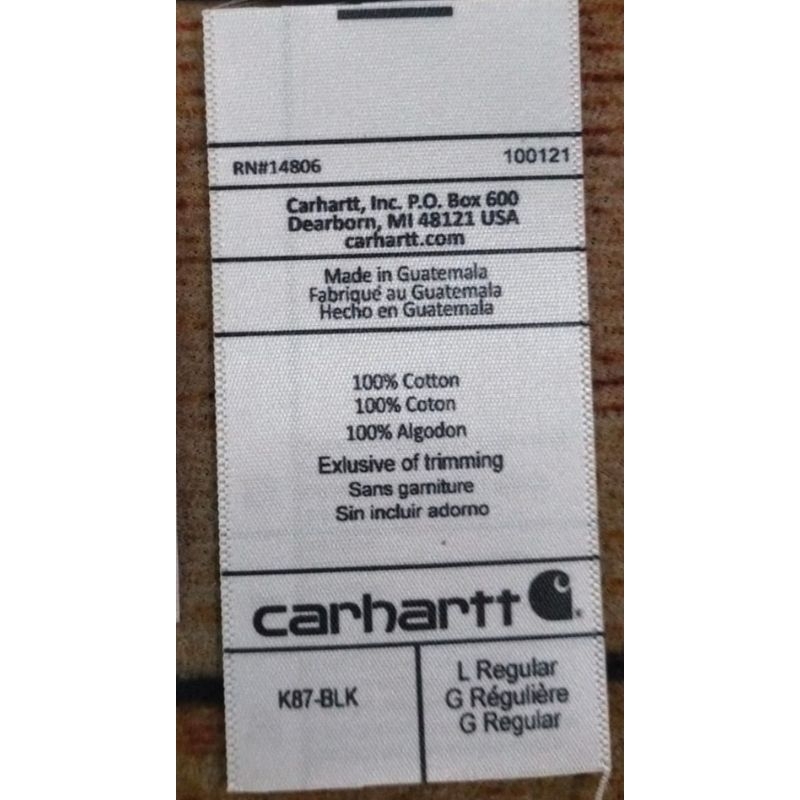 RN#14806 100121
Carhartt, Inc. P.O. Box 600
Dearborn, MI 48121 USA
carhartt.com
Made in Guatemala
Fabriqué au Guatemala
Hecho en Guatemala
100% Cotton
100% Coton
100% Algodon
Exlusive of trimming
Sans garniture
Sin incluir adorno
carhartt
K87-BLK
L Regular
G Régulière
G Regular